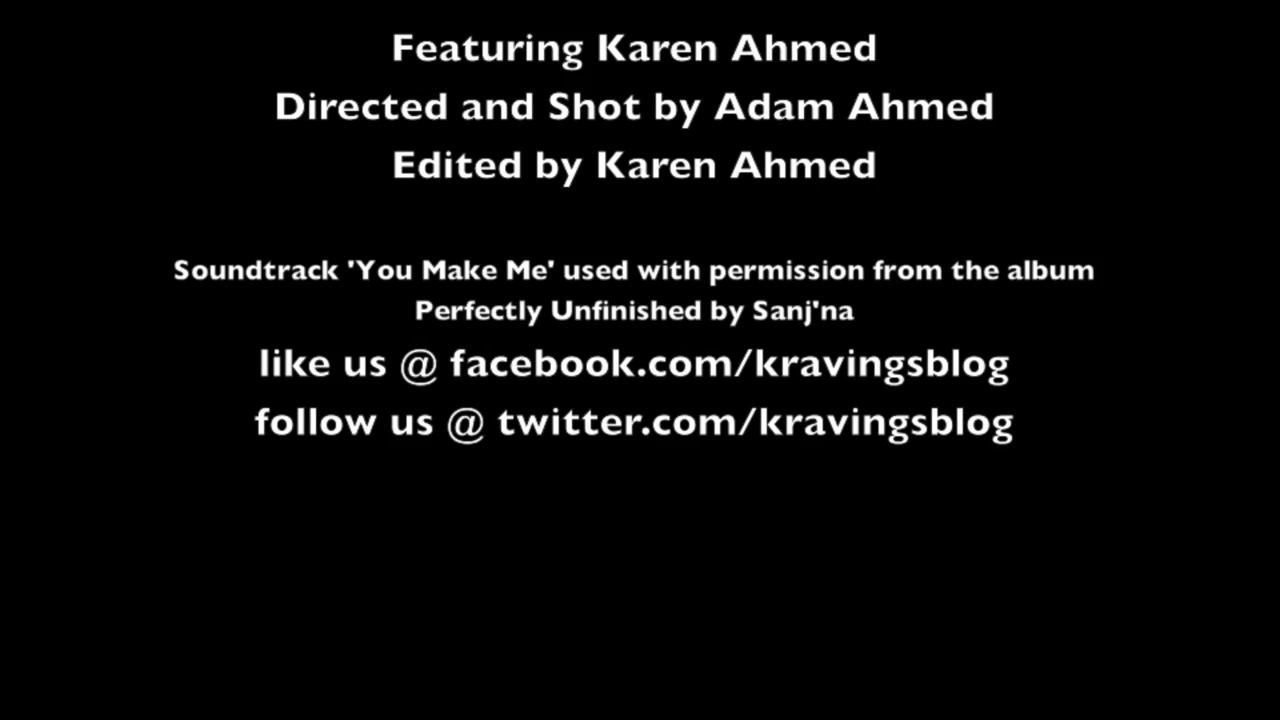 Featuring Karen Ahmed
Directed and Shot by Adam Ahmed
Edited by Karen Ahmed
Soundtrack 'You Make Me' used with permission from the album
Perfectly Unfinished by Sanj'na
like us @ facebook.com/kravingsblog
follow us @ twitter.com/kravingsblog